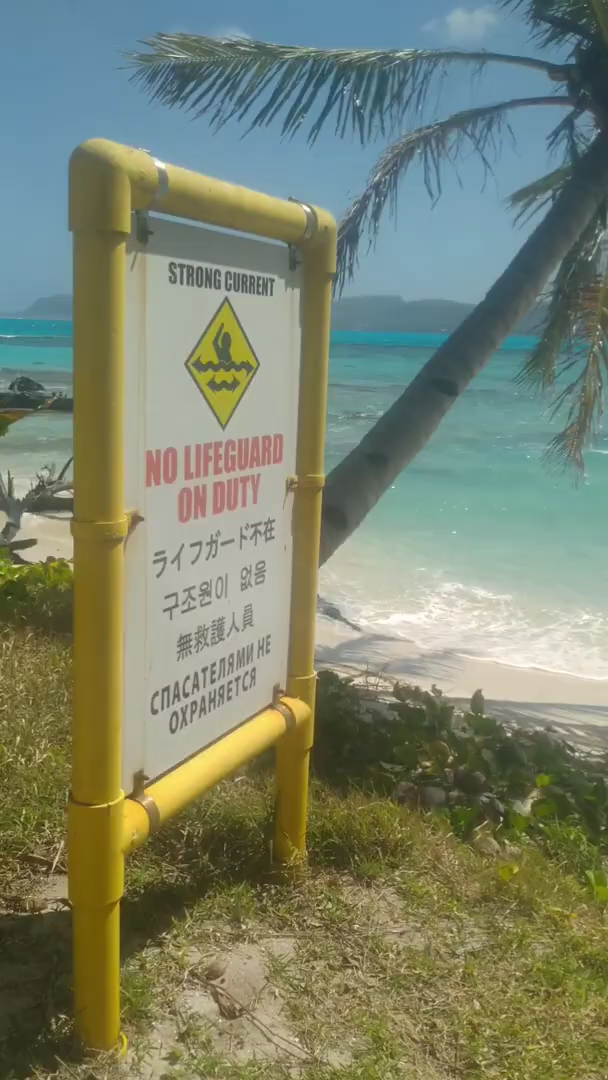 STRONG CURRENT
NO LIFEGUARD
ON DUTY
ライフガード不在
구조원이 없음
無救護人員
СПАСАТЕЛЯМИ НЕ
ОХРАНЯЕТСЯ